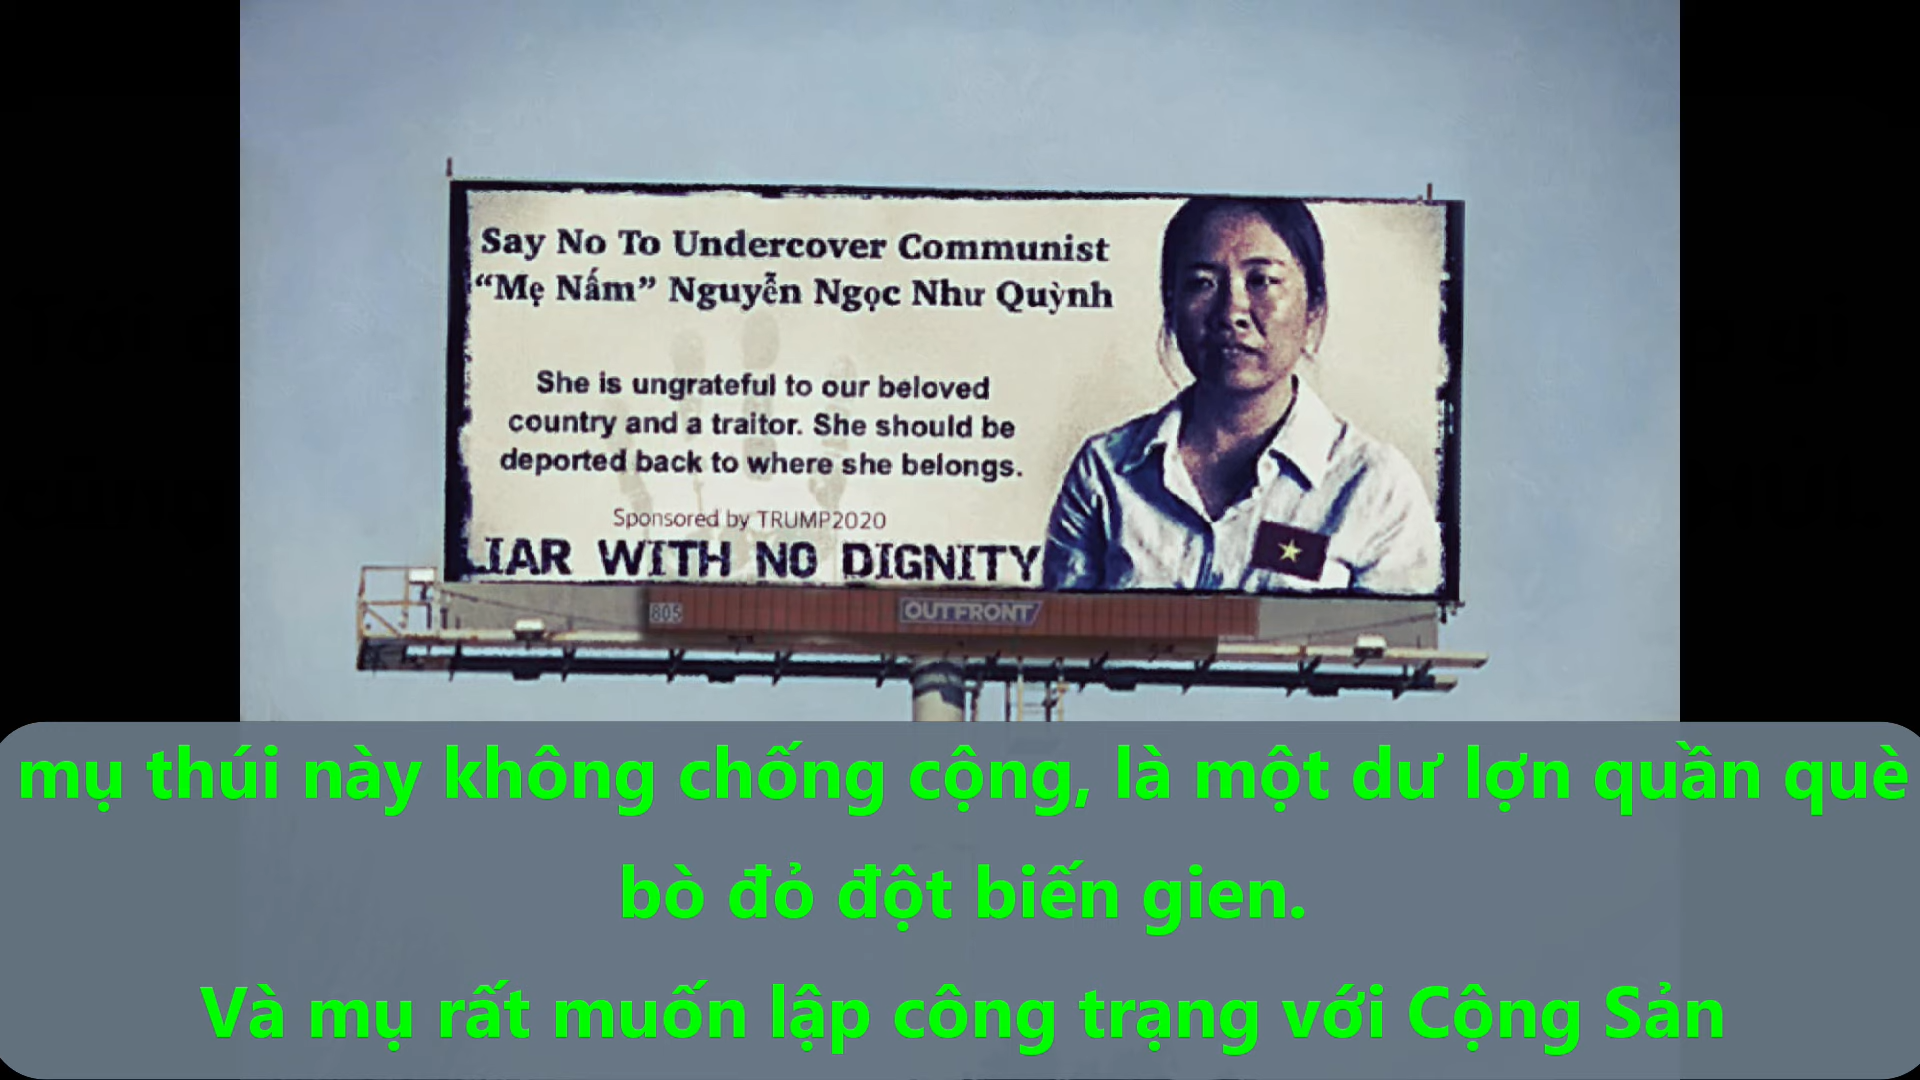 Say No To Undercover Communist
“Mẹ Nấm” Nguyễn Ngọc Như Quỳnh
She is ungrateful to our beloved
country and a traitor. She should be
deported back to where she belongs.
Sponsored by TRUMP2020
LIAR WITH NO DIGNITY
805
OUTFRONT
mụ thúi này không chống cộng, là một dư lợn quần què
bò đỏ đột biến gien.
Và mụ rất muốn lập công trạng với Cộng Sản